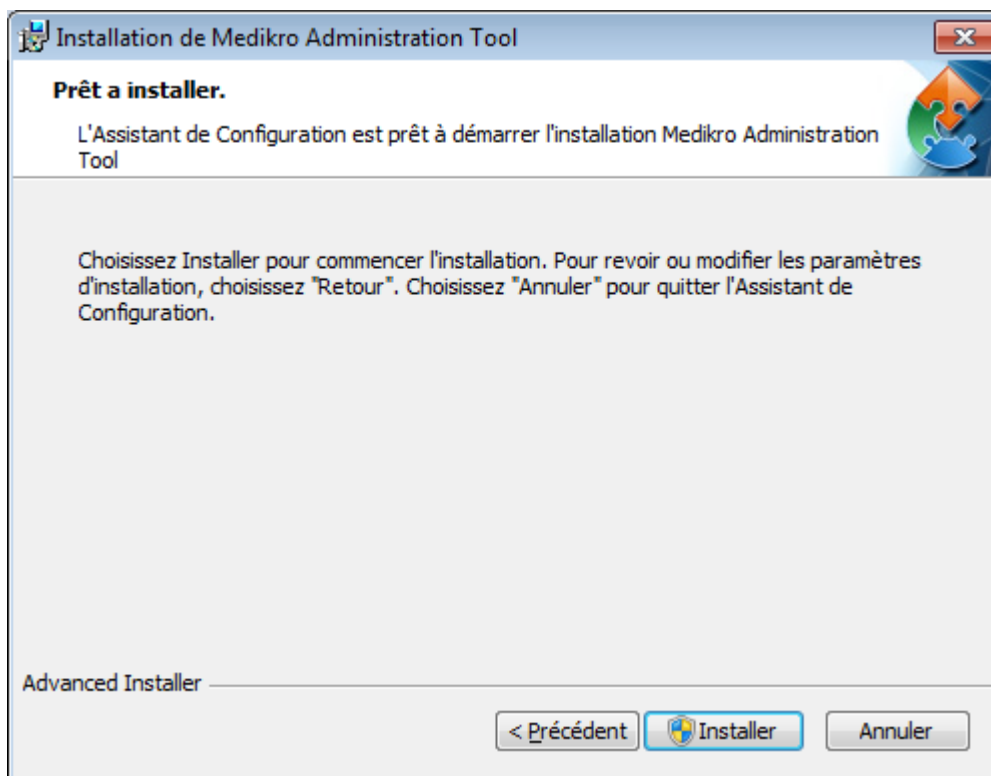 Installation de Medikro Administration Tool
Prêt a installer.
L'Assistant de Configuration est prêt à démarrer l'installation Medikro Administration
Tool
Choisissez Installer pour commencer l'installation. Pour revoir ou modifier les paramètres
d'installation, choisissez "Retour". Choisissez "Annuler" pour quitter l'Assistant de
Configuration.
Advanced Installer
< Précédent
Installer
Annuler